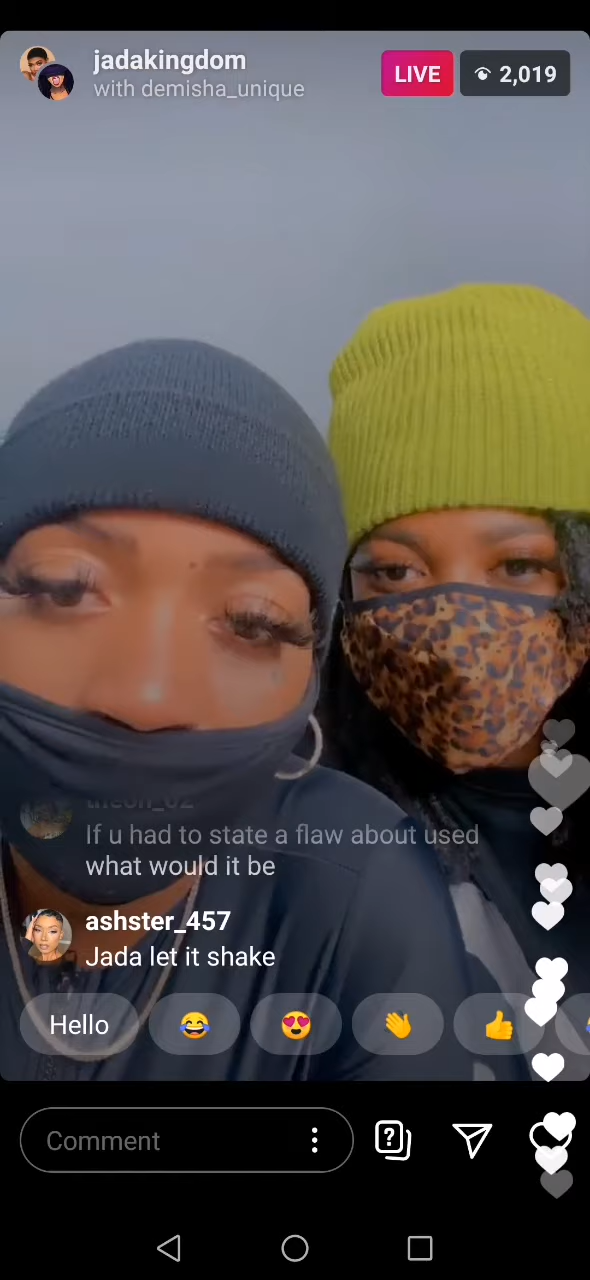 jadakingdom
with demisha_unique
LIVE
2,019
If u had to state a flaw about used
what would it be
ashster_457
Jada let it shake
Hello
Comment